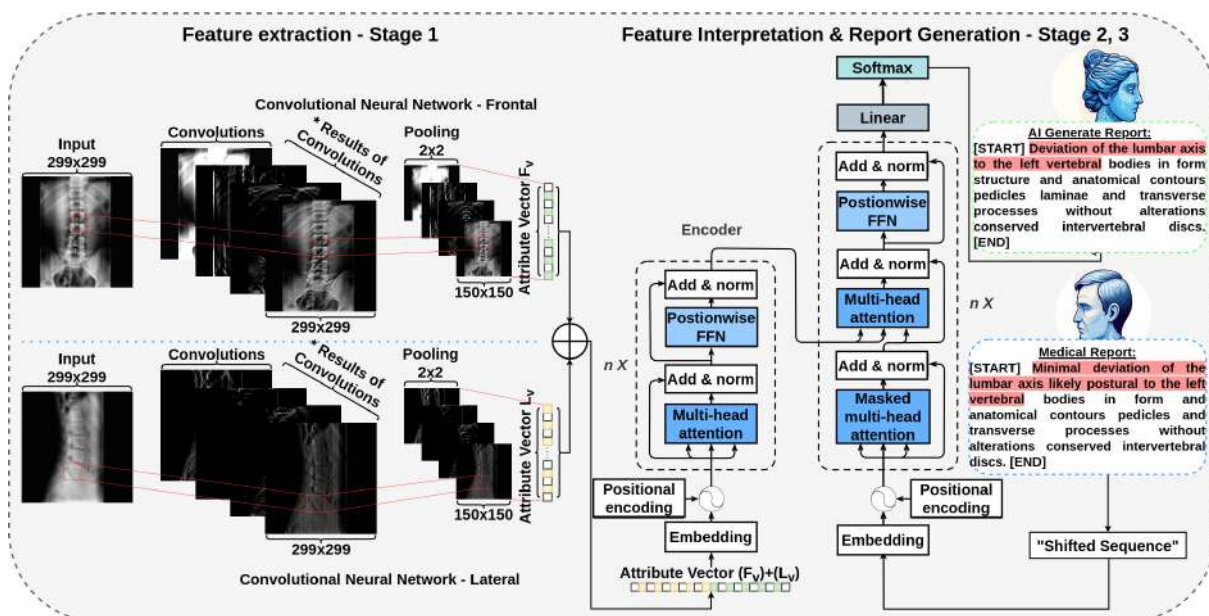 Feature extraction - Stage 1
Convolutional Neural Network - Frontal
Input
299x299
Convolutions
* Results of
Convolutions
Pooling
2x2
299x299
150x150
Attribute Vector Fv
Input
299x299
Convolutions
* Results of
Convolutions
Pooling
2x2
299x299
150x150
Attribute Vector Lv
Convolutional Neural Network - Lateral
Feature Interpretation & Report Generation - Stage 2, 3
Encoder
n X
Add & norm
Postionwise
FFN
Add & norm
Multi-head
attention
Positional
encoding
Embedding
Attribute Vector (Fv)+(Lv)
Softmax
Linear
n X
Add & norm
Postionwise
FFN
Add & norm
Multi-head
attention
Add & norm
Masked
multi-head
attention
Positional
encoding
Embedding
AI Generate Report:
[START] Deviation of the lumbar axis
to the left vertebral bodies in form
structure and anatomical contours
pedicles laminae and transverse
processes without alterations
conserved intervertebral discs.
[END]
Medical Report:
[START] Minimal deviation of the
lumbar axis likely postural to the left
vertebral bodies in form and
anatomical contours pedicles and
transverse processes without
alterations conserved intervertebral
discs. [END]
"Shifted Sequence"